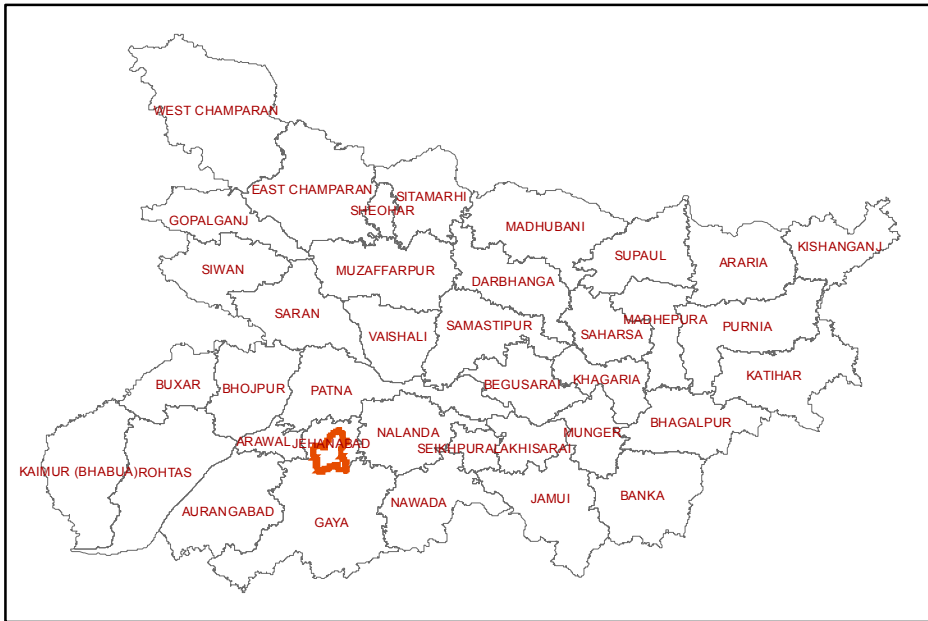 WEST CHAMPARAN
EAST CHAMPARAN
SITAMARHI
SHEOHAR
GOPALGANJ
MADHUBANI
KISHANGANJ
SUPAUL
ARARIA
SIWAN
MUZAFFARPUR
DARBHANGA
SARAN
MADHEPURA
VAISHALI
SAMASTIPUR
SAHARSA
PURNIA
BUXAR
BHOJPUR
PATNA
BEGUSARAI
KHAGARIA
KATIHAR
BHAGALPUR
ARAWAL
JEHANABAD
NALANDA
MUNGER
SEIKHPURA
LAKHISARAI
KAIMUR (BHABUA)
ROHTAS
AURANGABAD
GAYA
NAWADA
JAMUI
BANKA